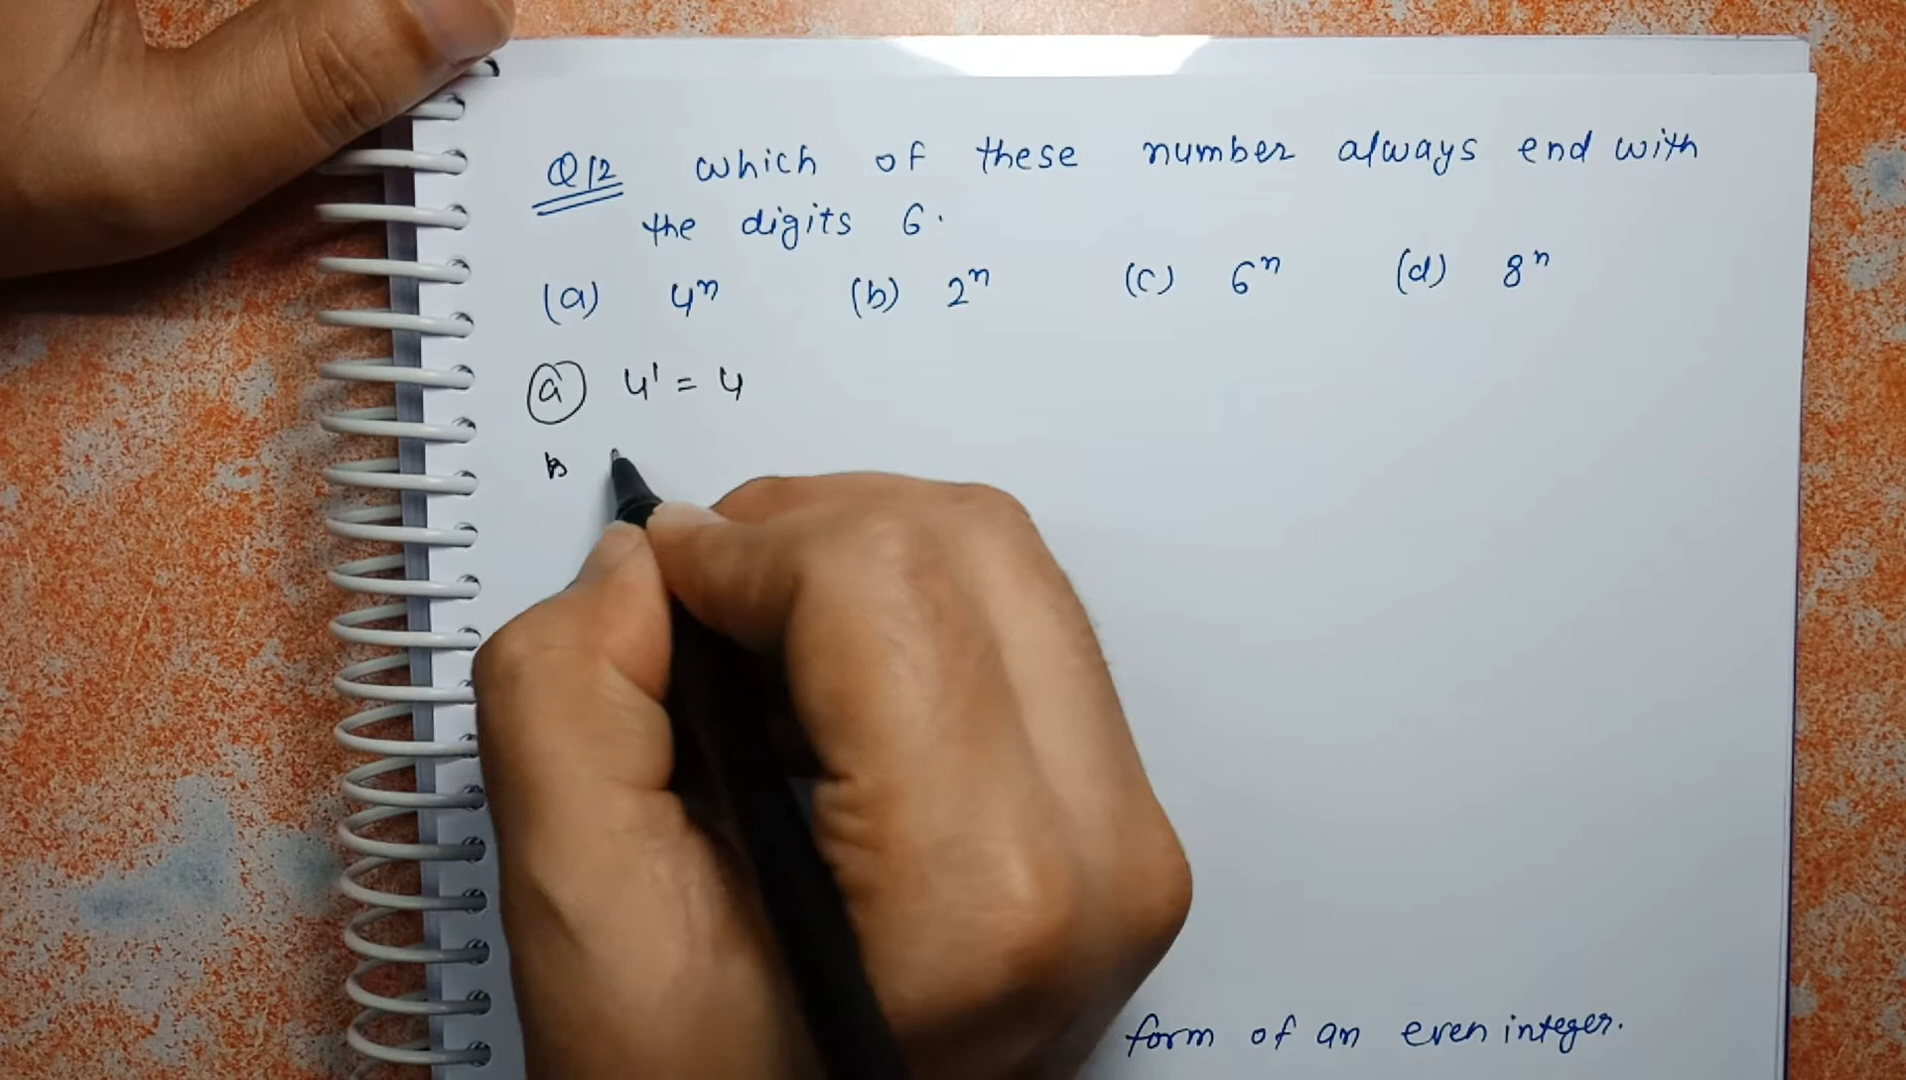 Q12 which of these number always end with
the digits 6.
(a) 4ⁿ (b) 2ⁿ (c) 6ⁿ (d) 8ⁿ
(a) 4¹ = 4
b
form of an even integer.